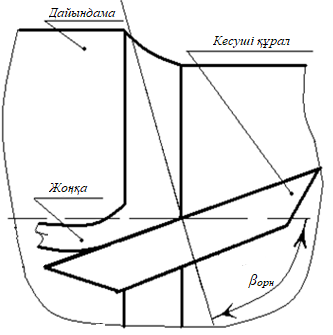 Дайындама
Кесуші құрал
Жоңқа
βорн